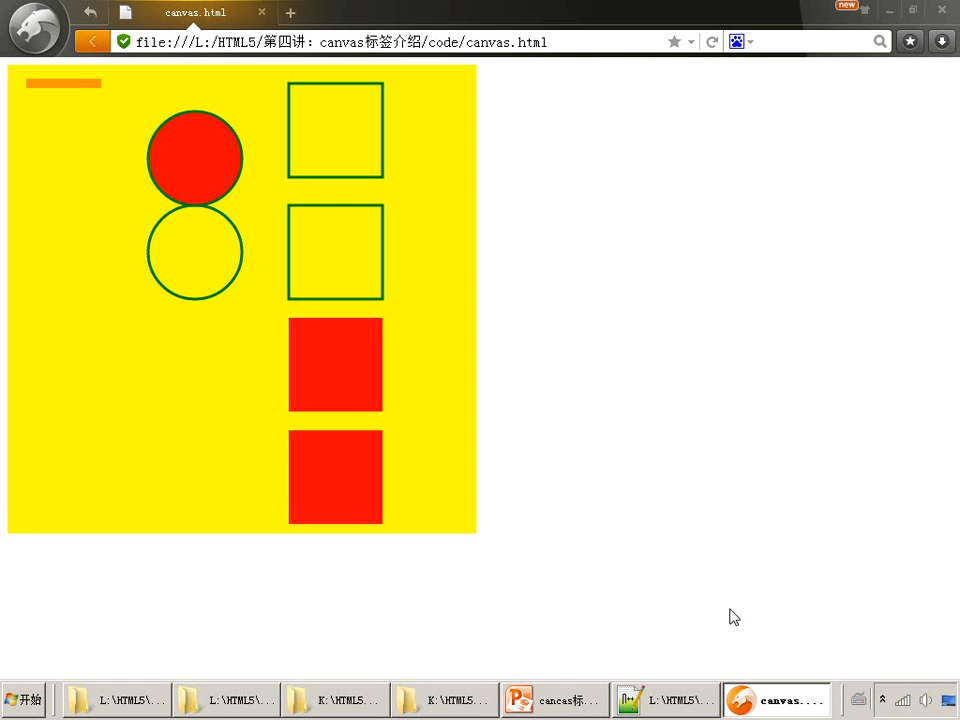 new
canvas.html
file:///L:/HTML5/第四讲: canvas标签介绍/code/canvas.html
开始
L:\HTML5\...
L:\HTML5\...
K:\HTML5...
K:\HTML5...
cancas标...
L:\HTML5\...
canvas....